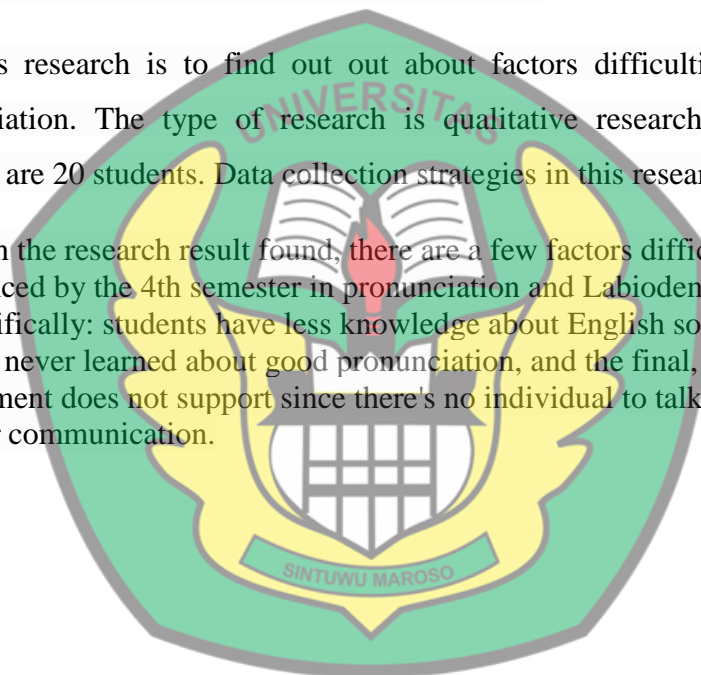 s research is to find out out about factors difficulti
iation. The type of research is qualitative research
are 20 students. Data collection strategies in this resear
n the research result found, there are a few factors diffic
ced by the 4th semester in pronunciation and Labioden
ifically: students have less knowledge about English so
never learned about good pronunciation, and the final,
ment does not support since there's no individual to talk
r communication.
UNIVERSITAS
SINTUWU MAROSO